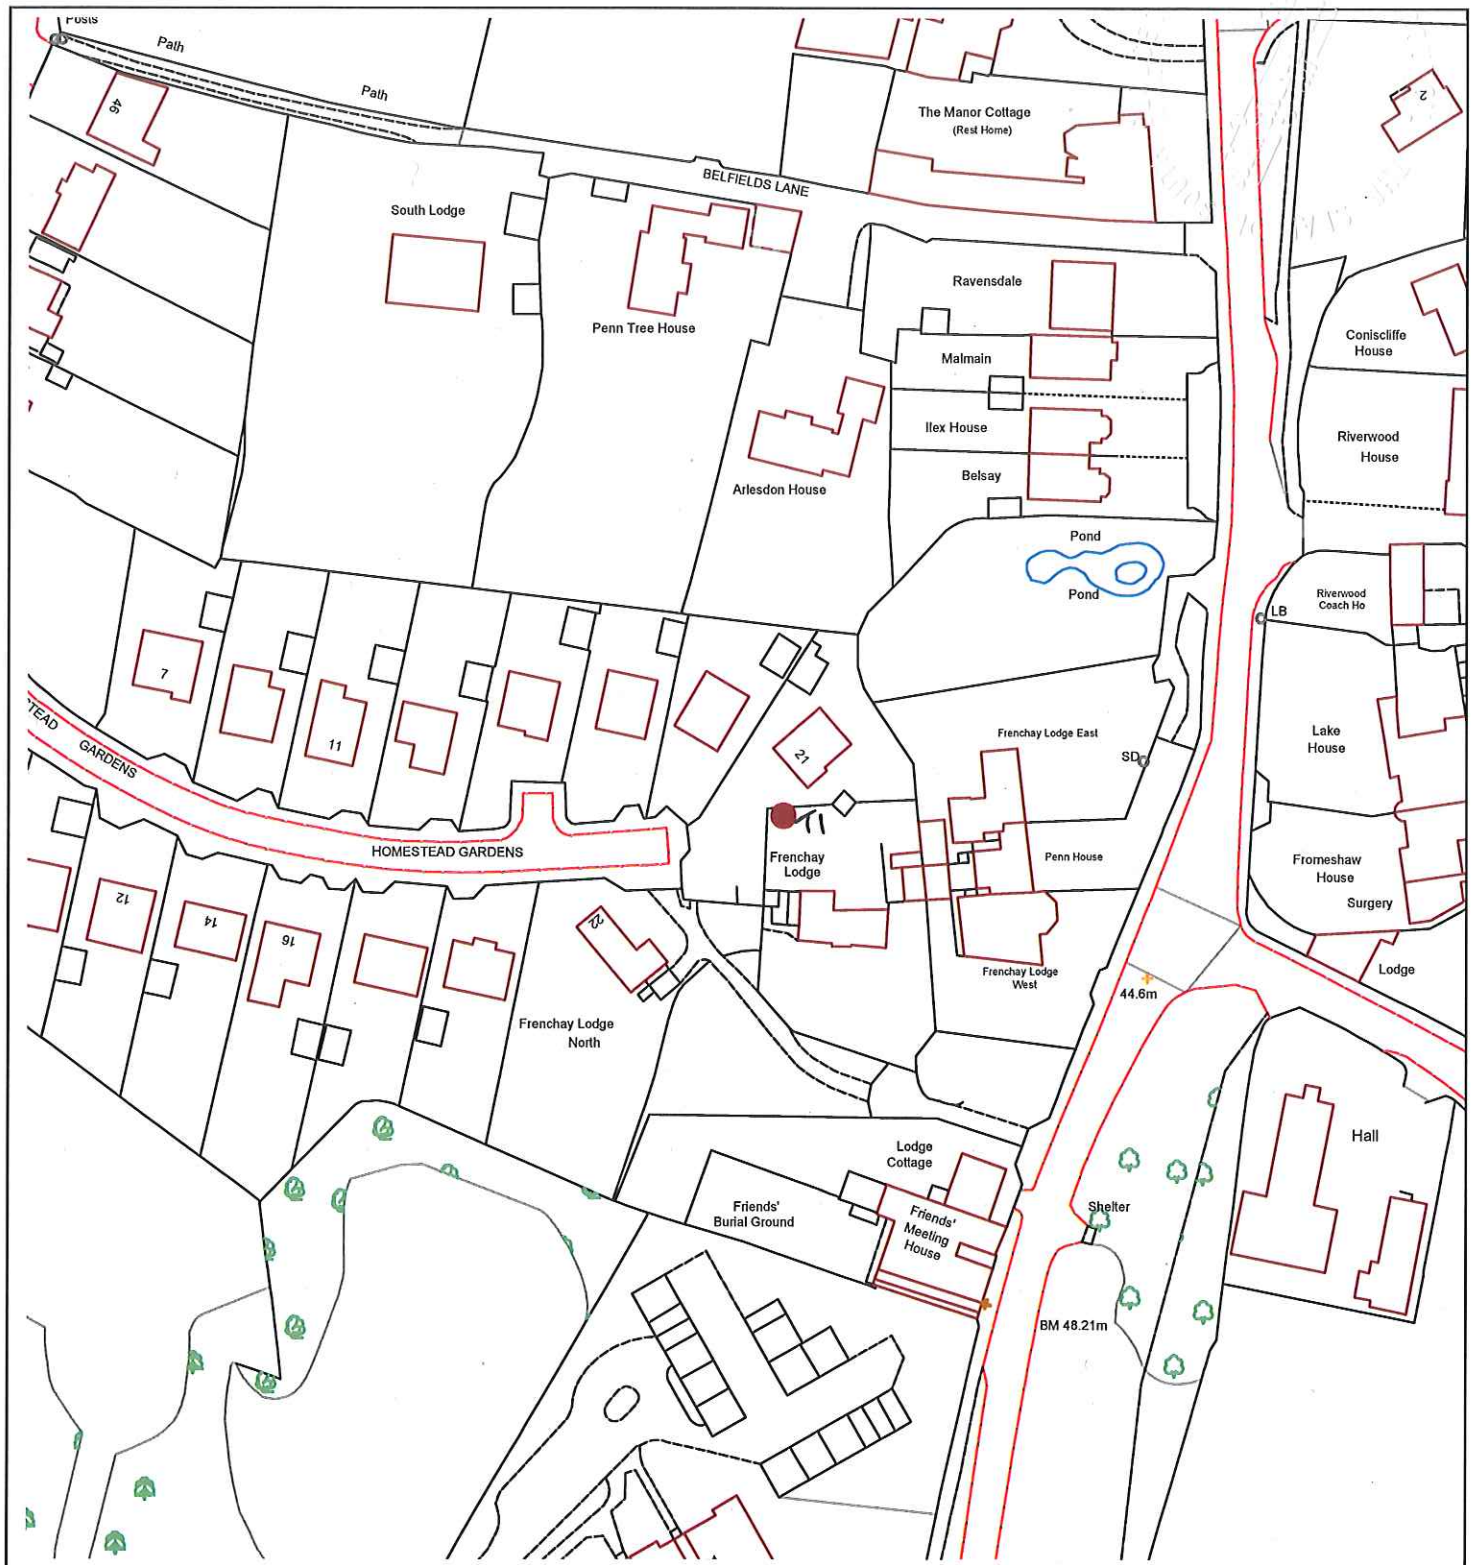 Posts
Path
Path
46
The Manor Cottage
(Rest Home)
2
BELFIELDS LANE
South Lodge
Penn Tree House
Ravensdale
Coniscliffe
House
Malmain
Ilex House
Riverwood
House
Belsay
Arlesdon House
Pond
Pond
Riverwood
Coach Ho
LB
7
11
21
Frenchay Lodge East
Lake
House
SD
STEAD GARDENS
HOMESTEAD GARDENS
T1
Frenchay
Lodge
Penn House
Fromeshaw
House
Surgery
12
14
16
22
Frenchay Lodge
West
Lodge
44.6m
Frenchay Lodge
North
Hall
Lodge
Cottage
Friends'
Burial Ground
Friends'
Meeting
House
Shelter
BM 48.21m